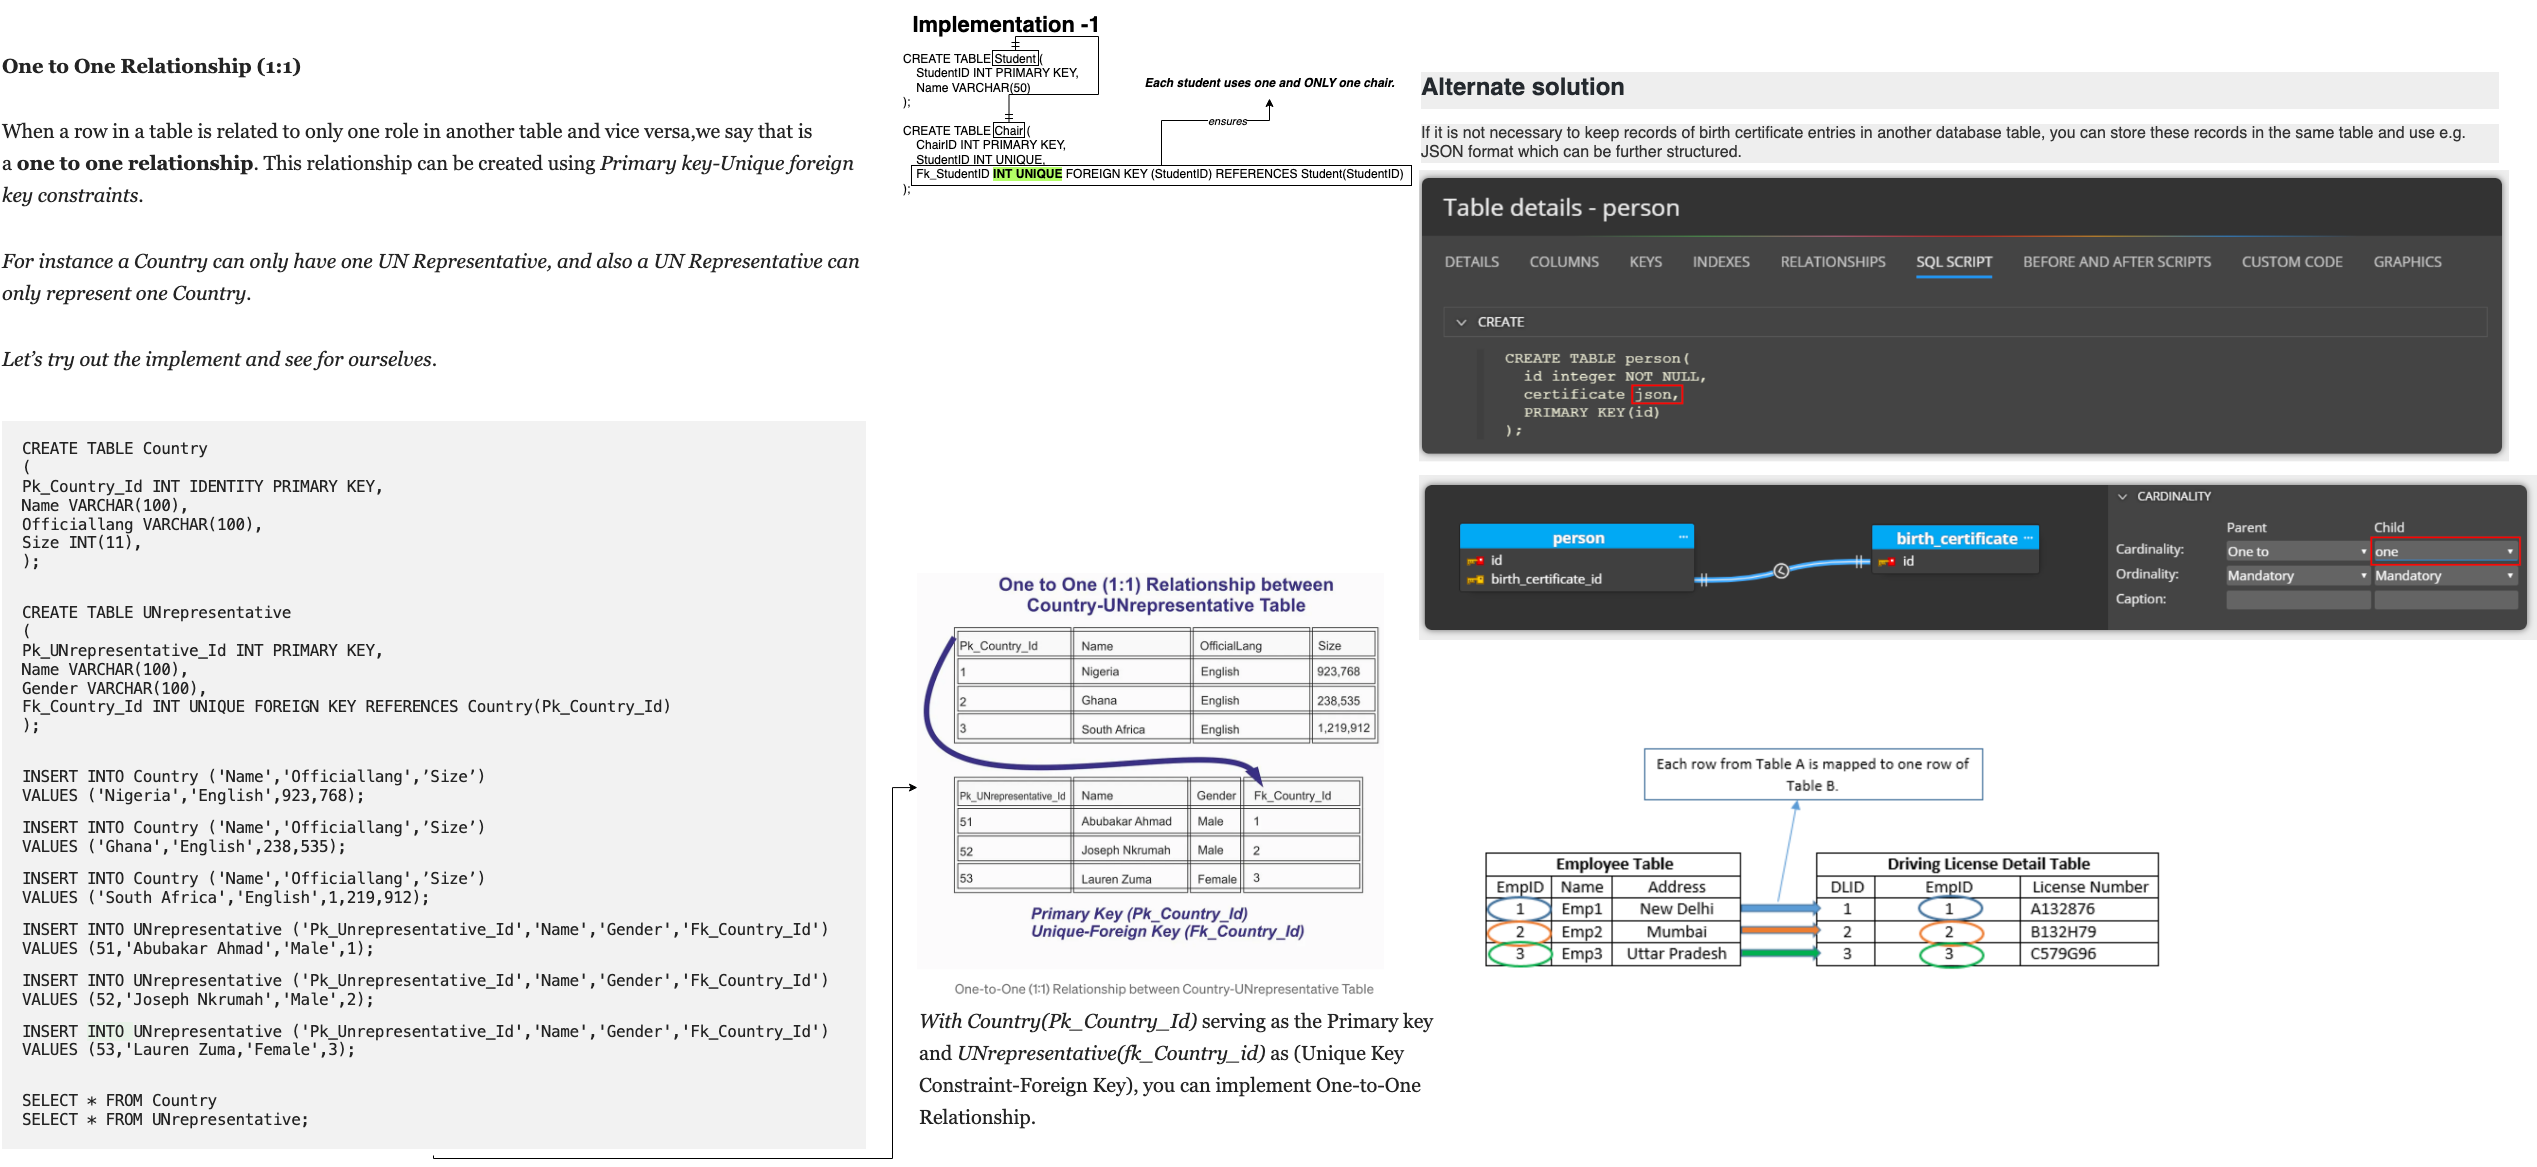 One to One Relationship (1:1)
When a row in a table is related to only one role in another table and vice versa,we say that is
a one to one relationship. This relationship can be created using Primary key-Unique foreign
key constraints.
For instance a Country can only have one UN Representative, and also a UN Representative can
only represent one Country.
Let’s try out the implement and see for ourselves.
CREATE TABLE Country
(
Pk_Country_Id INT IDENTITY PRIMARY KEY,
Name VARCHAR(100),
Officiallang VARCHAR(100),
Size INT(11),
);
CREATE TABLE UNrepresentative
(
Pk_UNrepresentative_Id INT PRIMARY KEY,
Name VARCHAR(100),
Gender VARCHAR(100),
Fk_Country_Id INT UNIQUE FOREIGN KEY REFERENCES Country(Pk_Country_Id)
);
INSERT INTO Country ('Name','Officiallang',’Size’)
VALUES ('Nigeria','English',923,768);
INSERT INTO Country ('Name','Officiallang',’Size’)
VALUES ('Ghana','English',238,535);
INSERT INTO Country ('Name','Officiallang',’Size’)
VALUES ('South Africa','English',1,219,912);
INSERT INTO UNrepresentative ('Pk_Unrepresentative_Id','Name','Gender','Fk_Country_Id')
VALUES (51,'Abubakar Ahmad','Male',1);
INSERT INTO UNrepresentative ('Pk_Unrepresentative_Id','Name','Gender','Fk_Country_Id')
VALUES (52,'Joseph Nkrumah','Male',2);
INSERT INTO UNrepresentative ('Pk_Unrepresentative_Id','Name','Gender','Fk_Country_Id')
VALUES (53,'Lauren Zuma,'Female',3);
SELECT * FROM Country
SELECT * FROM UNrepresentative;
Implementation -1
CREATE TABLE Student(
StudentID INT PRIMARY KEY,
Name VARCHAR(50)
);
CREATE TABLE Chair(
ChairID INT PRIMARY KEY,
StudentID INT UNIQUE,
Fk_StudentID INT UNIQUE FOREIGN KEY (StudentID) REFERENCES Student(StudentID)
);
Each student uses one and ONLY one chair.
ensures
One to One (1:1) Relationship between
Country-UNrepresentative Table
Pk_Country_Id Name OfficialLang Size
1 Nigeria English 923,768
2 Ghana English 238,535
3 South Africa English 1,219,912
Pk_UNrepresentative_Id Name Gender Fk_Country_Id
51 Abubakar Ahmad Male 1
52 Joseph Nkrumah Male 2
53 Lauren Zuma Female 3
Primary Key (Pk_Country_Id)
Unique-Foreign Key (Fk_Country_Id)
One-to-One (1:1) Relationship between Country-UNrepresentative Table
With Country(Pk_Country_Id) serving as the Primary key
and UNrepresentative(fk_Country_id) as (Unique Key
Constraint-Foreign Key), you can implement One-to-One
Relationship.
Alternate solution
If it is not necessary to keep records of birth certificate entries in another database table, you can store these records in the same table and use e.g.
JSON format which can be further structured.
Table details - person
DETAILS COLUMNS KEYS INDEXES RELATIONSHIPS SQL SCRIPT BEFORE AND AFTER SCRIPTS CUSTOM CODE GRAPHICS
CREATE
CREATE TABLE person(
id integer NOT NULL,
certificate json,
PRIMARY KEY(id)
);
person
id
birth_certificate_id
birth_certificate
id
CARDINALITY
Parent Child
Cardinality: One to one
Ordinality: Mandatory Mandatory
Caption:
Each row from Table A is mapped to one row of
Table B.
Employee Table
EmpID Name Address
1 Emp1 New Delhi
2 Emp2 Mumbai
3 Emp3 Uttar Pradesh
Driving License Detail Table
DLID EmpID License Number
1 1 A132876
2 2 B132H79
3 3 C579G96